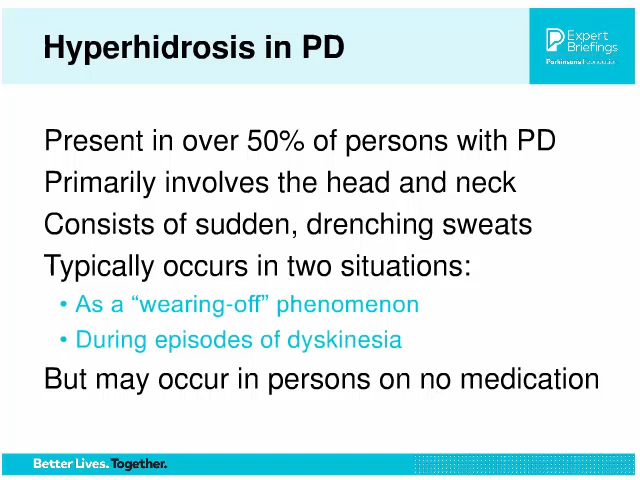 Hyperhidrosis in PD
Expert
Briefings
Parkinson's Foundation
Present in over 50% of persons with PD
Primarily involves the head and neck
Consists of sudden, drenching sweats
Typically occurs in two situations:
• As a “wearing-off” phenomenon
• During episodes of dyskinesia
But may occur in persons on no medication
Better Lives. Together.